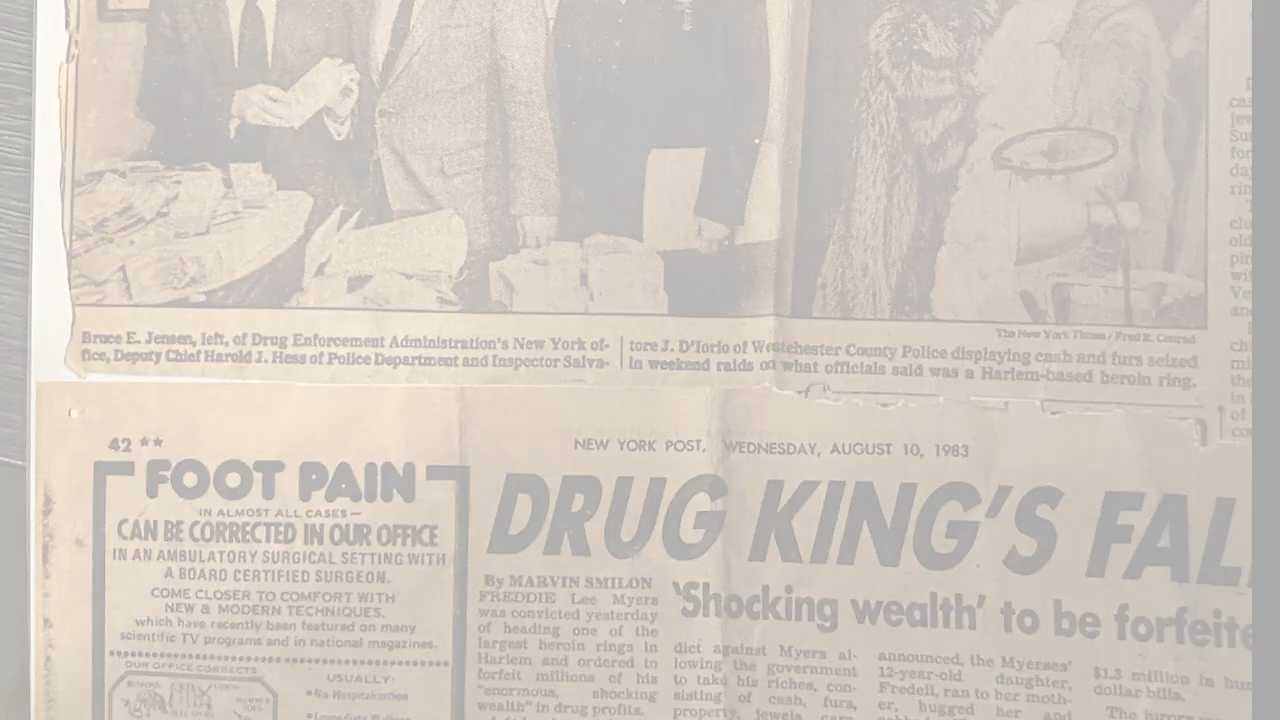 The New York Times / Fred R. Conrad
Bruce E. Jensen, left, of Drug Enforcement Administration's New York of-
fice, Deputy Chief Harold J. Hess of Police Department and Inspector Salva-
tore J. D'Iorio of Westchester County Police displaying cash and furs seized
in weekend raids on what officials said was a Harlem-based heroin ring.
42 **
NEW YORK POST, WEDNESDAY, AUGUST 10, 1983
FOOT PAIN
IN ALMOST ALL CASES—
CAN BE CORRECTED IN OUR OFFICE
IN AN AMBULATORY SURGICAL SETTING WITH
A BOARD CERTIFIED SURGEON.
COME CLOSER TO COMFORT WITH
NEW & MODERN TECHNIQUES.
which have recently been featured on many
scientific TV programs and in national magazines.
OUR OFFICE CORRECTS
USUALLY:
• No Hospitalization
• Immediate Walking
DRUG KING'S FAL
'Shocking wealth' to be forfeite
By MARVIN SMILON
FREDDIE Lee Myers
was convicted yesterday
of heading one of the
largest heroin rings in
Harlem and ordered to
forfeit millions of his
"enormous, shocking
wealth" in drug profits.
dict against Myers al-
lowing the government
to take his riches, con-
sisting of cash, furs,
property, jewels, cars
announced, the Myerses'
12-year-old daughter,
Fredell, ran to her moth-
er, hugged her and
$1.3 million in hun
dollar bills.
The jurors